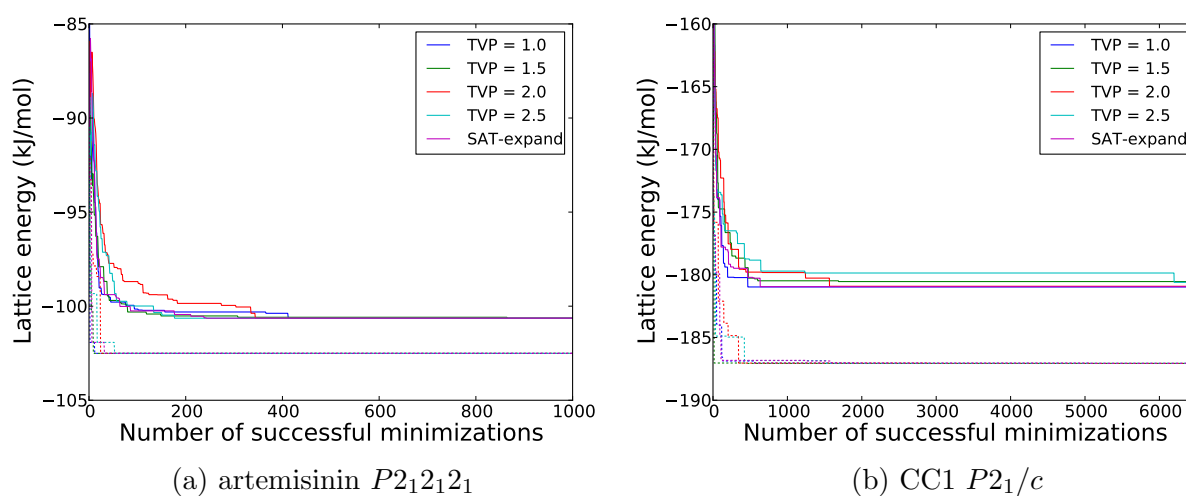 −85
−90
−95
−100
−105
Lattice energy (kJ/mol)
TVP = 1.0
TVP = 1.5
TVP = 2.0
TVP = 2.5
SAT-expand
0 200 400 600 800 1000
Number of successful minimizations
(a) artemisinin P2₁2₁2₁
−160
−165
−170
−175
−180
−185
−190
Lattice energy (kJ/mol)
TVP = 1.0
TVP = 1.5
TVP = 2.0
TVP = 2.5
SAT-expand
0 1000 2000 3000 4000 5000 6000
Number of successful minimizations
(b) CC1 P2₁/c